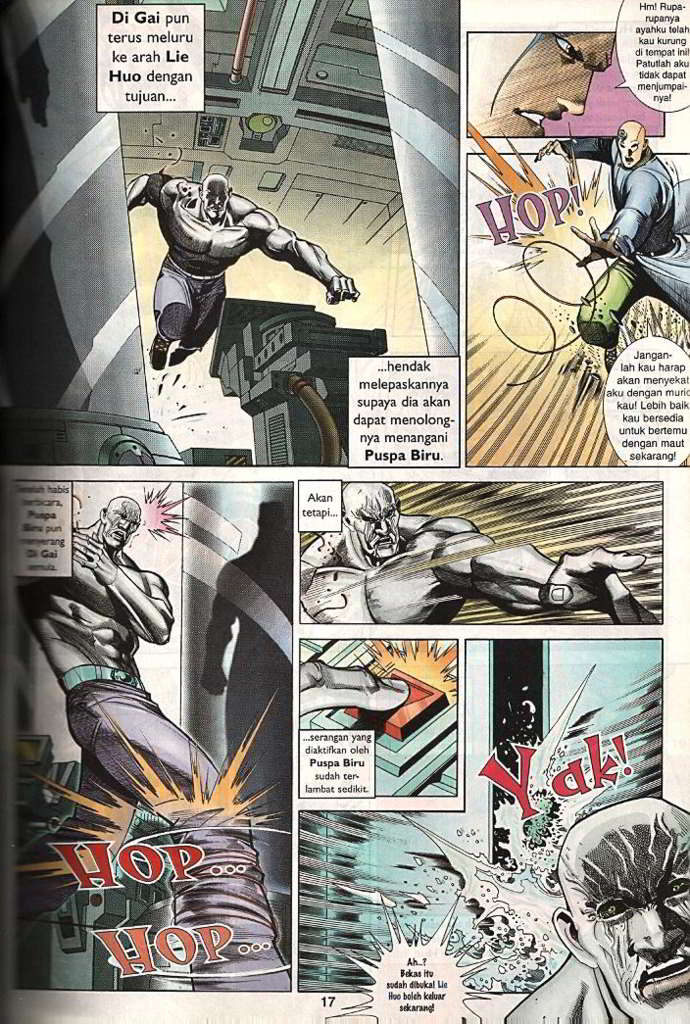 Di Gai pun
terus meluru
ke arah Lie
Huo dengan
tujuan...
...hendak
melepaskannya
supaya dia akan
dapat menolong-
nya menangani
Puspa Biru.
Hm! Rupa-
rupanya
ayahku telah
kau kurung
di tempat ini!
Patutlah aku
tidak dapat
menjumpai-
nya!
HOP!
Jangan-
lah kau harap
akan menyekat
aku dengan murid
kau! Lebih baik
kau bersedia
untuk bertemu
dengan maut
sekarang!
habis
Puspa
Biru pun
menyerang
Di Gai
semula.
HOP...
HOP...
Akan
tetapi...
...serangan yang
diaktifkan oleh
Puspa Biru
sudah ter-
lambat sedikit.
Yak!
Ah..?
Bekas itu
sudah dibuka! Lie
Huo boleh keluar
sekarang!
17